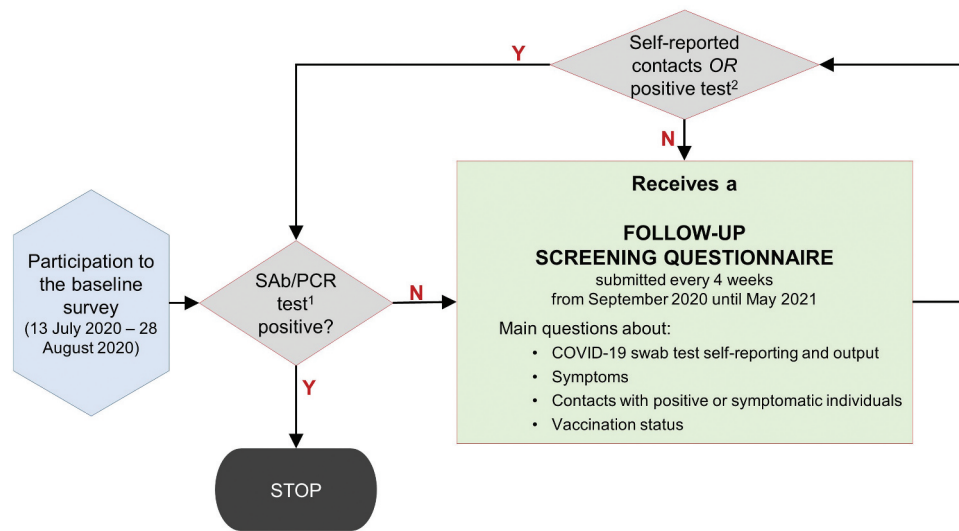 Self-reported
contacts OR
positive test²
Y
N
Participation to
the baseline
survey
(13 July 2020 – 28
August 2020)
SAb/PCR
test¹
positive?
N
Y
STOP
Receives a
FOLLOW-UP
SCREENING QUESTIONNAIRE
submitted every 4 weeks
from September 2020 until May 2021
Main questions about:
• COVID-19 swab test self-reporting and output
• Symptoms
• Contacts with positive or symptomatic individuals
• Vaccination status